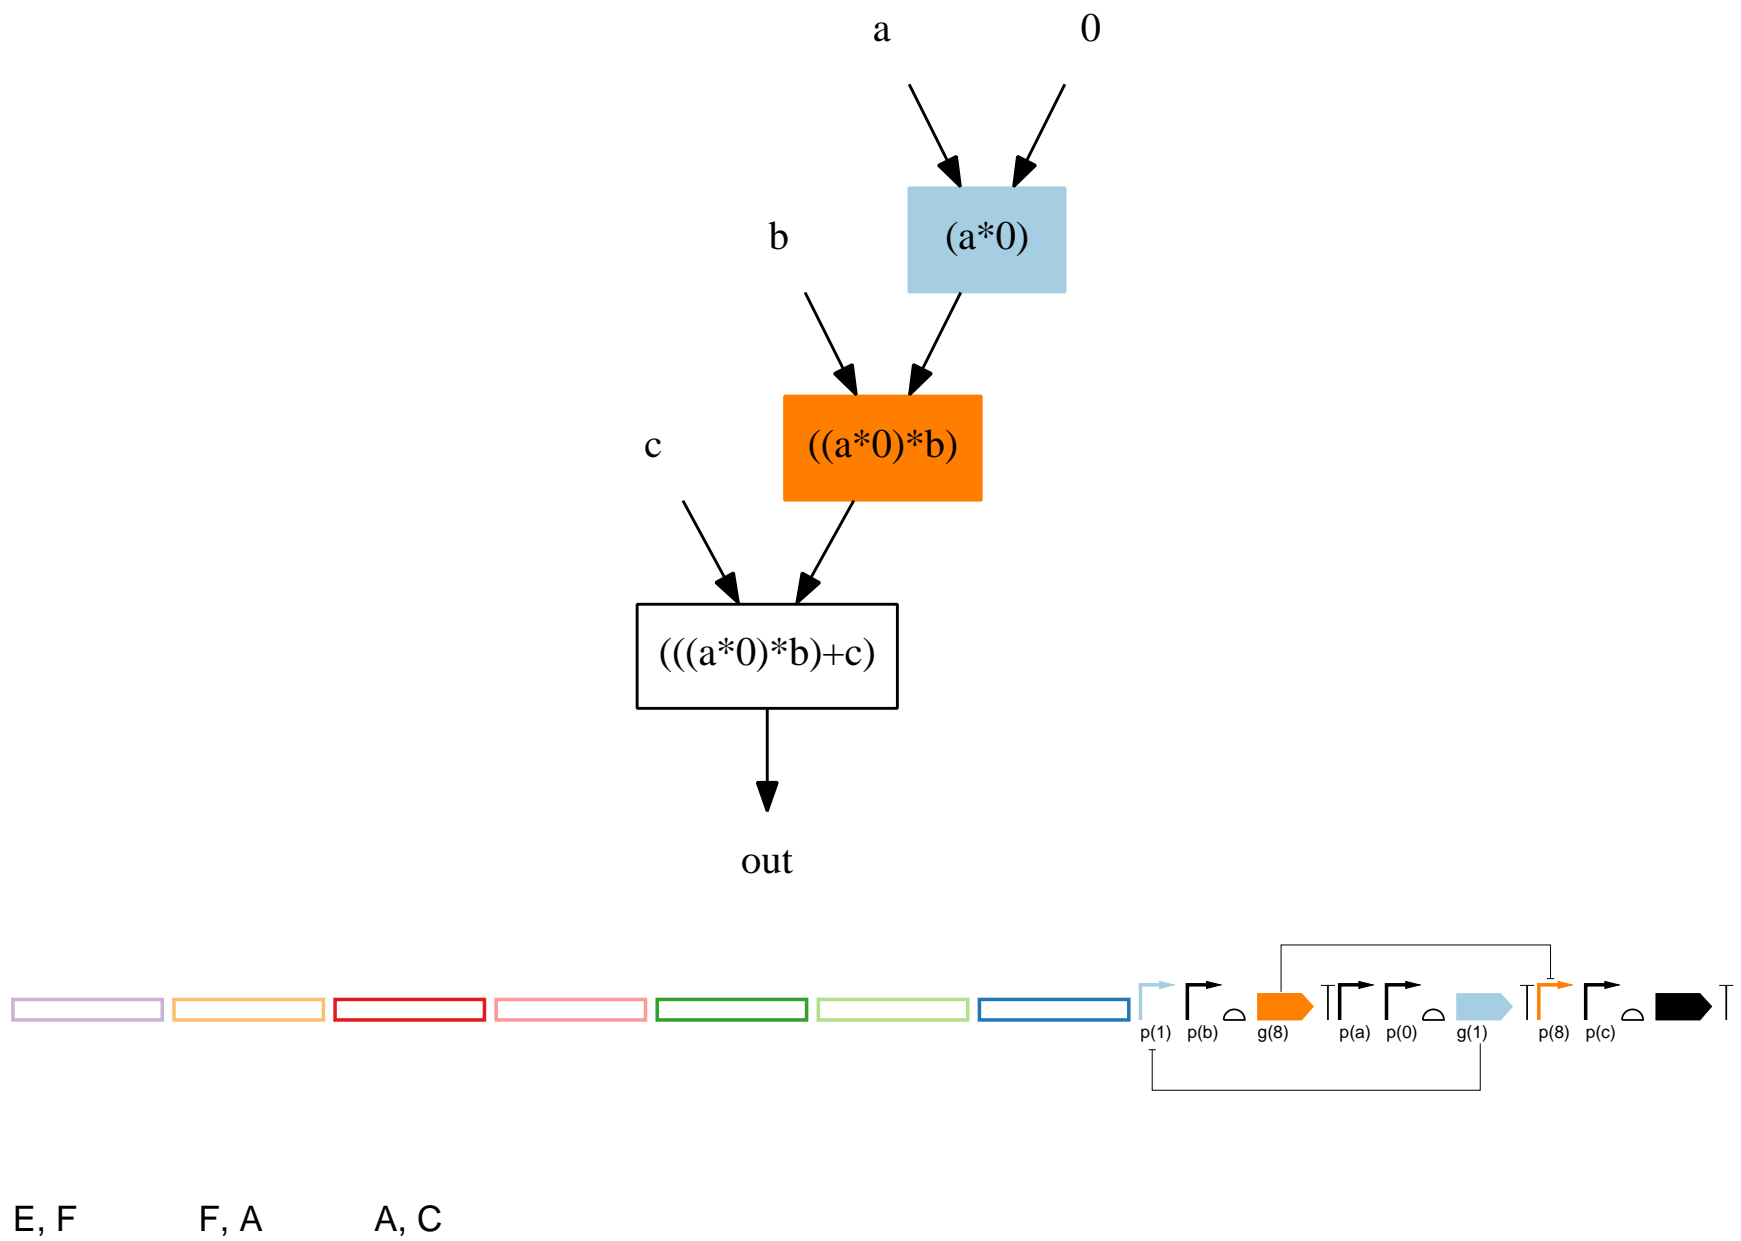 a 0
(a*0)
b
((a*0)*b)
c
(((a*0)*b)+c)
out
p(1) p(b) g(8) p(a) p(0) g(1) p(8) p(c)
E, F F, A A, C